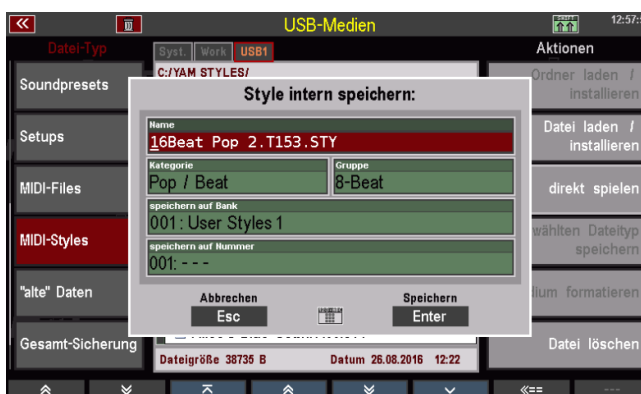 USB-Medien
12:57:
Datei-Typ
Syst. Work USB1
Aktionen
C:/YAM STYLES/
Soundpresets
Setups
MIDI-Files
MIDI-Styles
"alte" Daten
Gesamt-Sicherung
Style intern speichern:
Name
16Beat Pop 2.T153.STY
Kategorie
Pop / Beat
Gruppe
8-Beat
speichern auf Bank
001: User Styles 1
speichern auf Nummer
001: - - -
Abbrechen
Esc
Speichern
Enter
Dateigröße 38735 B Datum 26.08.2016 12:22
Ordner laden /
installieren
Datei laden /
installieren
direkt spielen
wählten Dateityp
speichern
dium formatieren
Datei löschen
«==
---